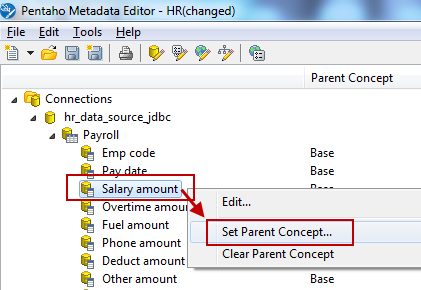 Pentaho Metadata Editor - HR(changed)
File Edit Tools Help
Parent Concept
Connections
hr_data_source_jdbc
Payroll
Emp code Base
Pay date Base
Salary amount
Edit...
Overtime amoun
Fuel amount
Set Parent Concept...
Phone amount
Deduct amount
Clear Parent Concept
Other amount Base